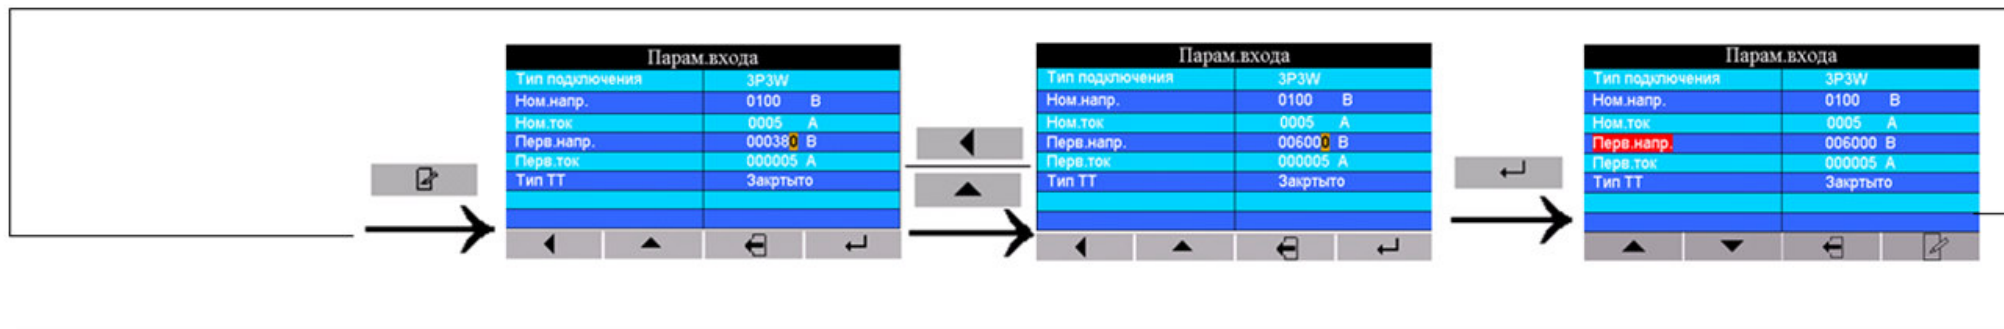 Парам.входа
Тип подключения 3P3W
Ном.напр. 0100 В
Ном.ток 0005 А
Перв.напр. 000380 В
Перв.ток 000005 А
Тип ТТ Закртыто
Парам.входа
Тип подключения 3P3W
Ном.напр. 0100 В
Ном.ток 0005 А
Перв.напр. 006000 В
Перв.ток 000005 А
Тип ТТ Закртыто
Парам.входа
Тип подключения 3P3W
Ном.напр. 0100 В
Ном.ток 0005 А
Перв.напр. 006000 В
Перв.ток 000005 А
Тип ТТ Закртыто